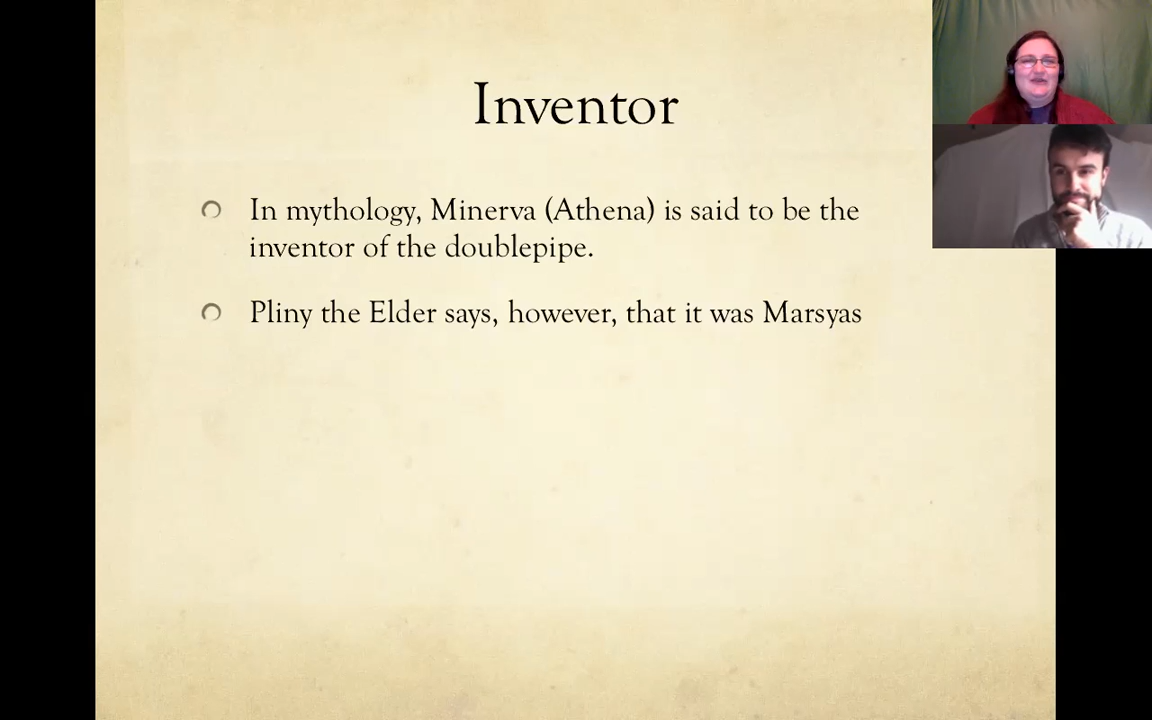 Inventor
In mythology, Minerva (Athena) is said to be the
inventor of the doublepipe.
Pliny the Elder says, however, that it was Marsyas